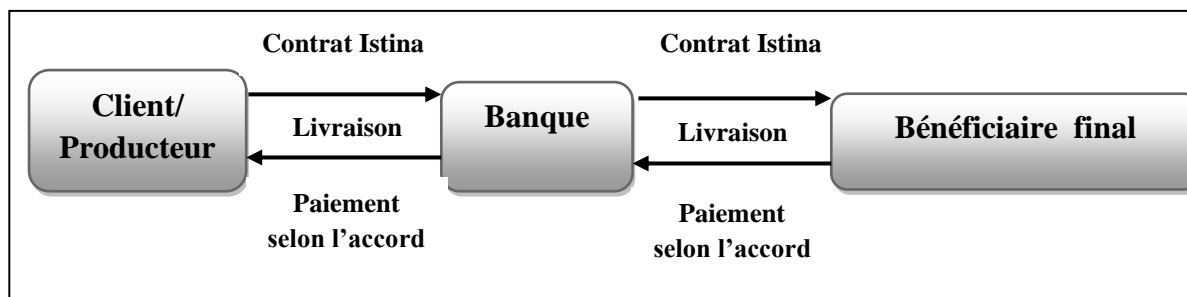 Contrat Istina
Contrat Istina
Client/
Producteur
Livraison
Banque
Livraison
Bénéficiaire final
Paiement
selon l’accord
Paiement
selon l’accord